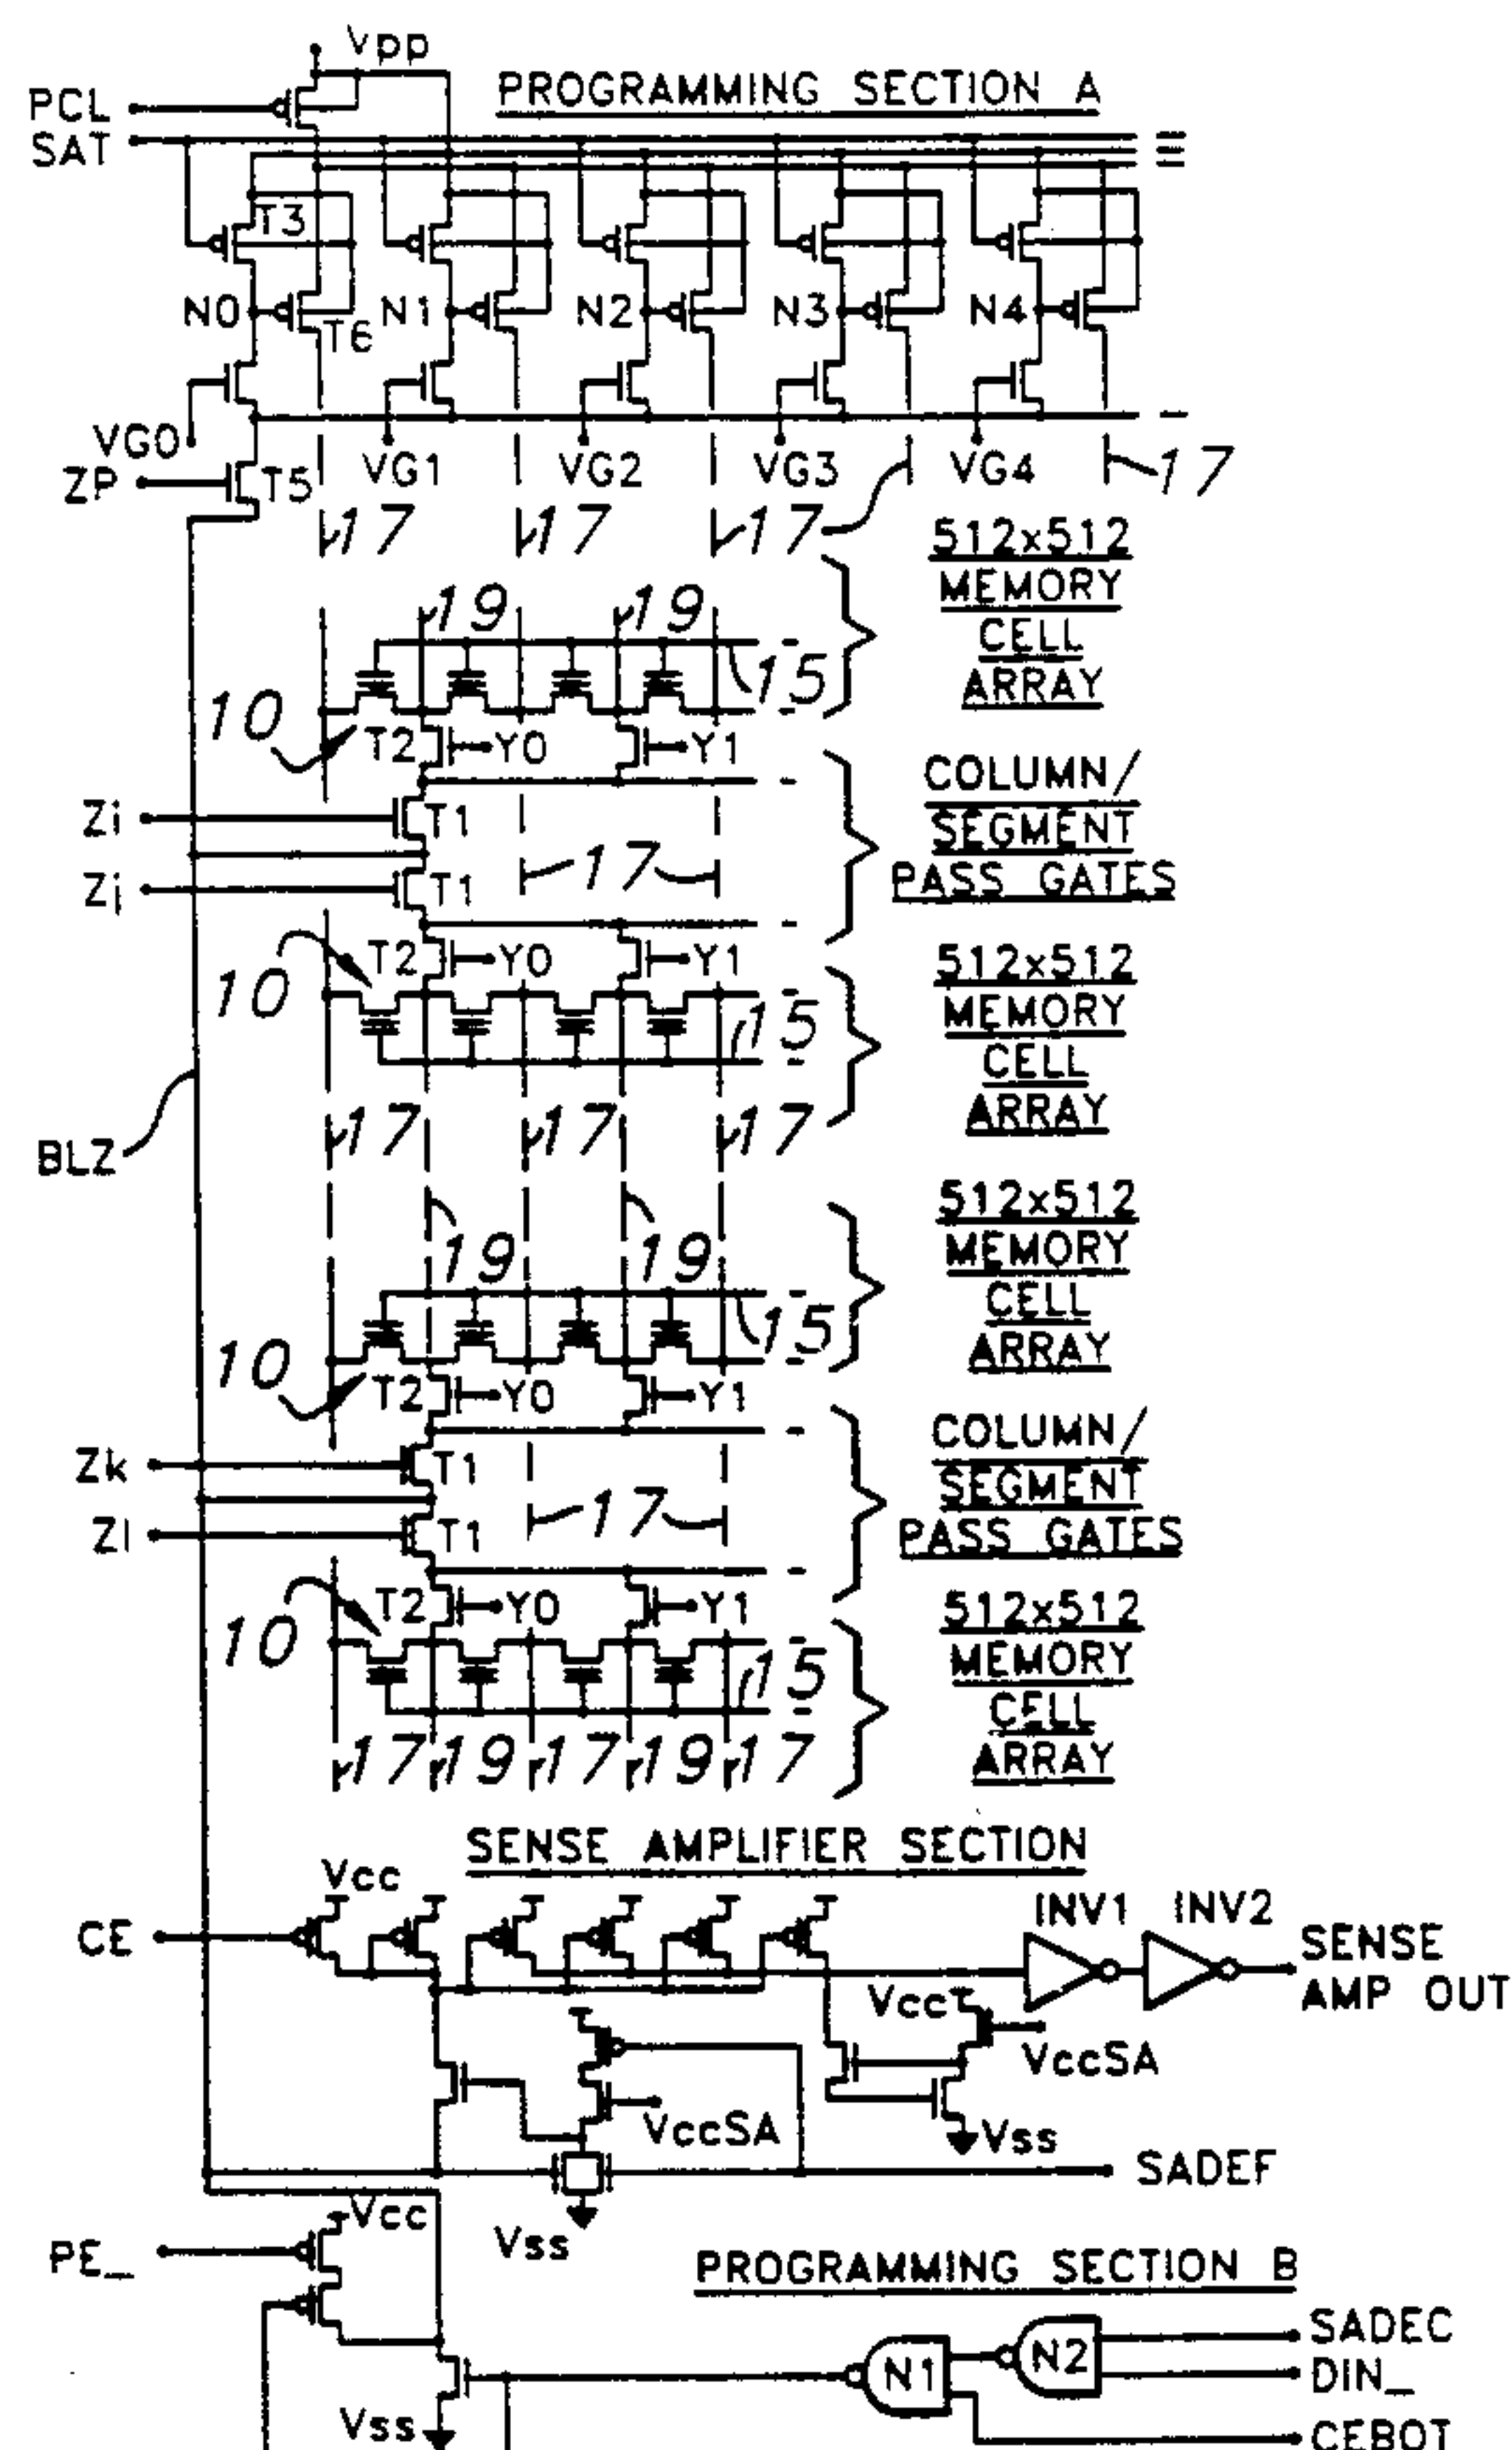 Vpp
PCL
PROGRAMMING SECTION A
SAT
T3
N0
T6
N1
N2
N3
N4
VG0
VG1
VG2
VG3
VG4
17
ZP
T5
17
17
17
512x512
MEMORY
CELL
ARRAY
19
19
15
10
T2
Y0
Y1
COLUMN/
SEGMENT
PASS GATES
Zi
T1
17
Zj
T1
T2
Y0
Y1
10
512x512
MEMORY
CELL
ARRAY
15
17
17
17
BLZ
19
19
512x512
MEMORY
CELL
ARRAY
15
10
T2
Y0
Y1
COLUMN/
SEGMENT
PASS GATES
Zk
T1
17
Zl
T1
T2
Y0
Y1
10
512x512
MEMORY
CELL
ARRAY
15
17
19
17
19
17
SENSE AMPLIFIER SECTION
Vcc
CE
INV1
INV2
SENSE
AMP OUT
Vcc
VccSA
VccSA
Vss
SADEF
Vss
Vcc
PE_
PROGRAMMING SECTION B
SADEC
N1
N2
DIN_
Vss
CEBOT